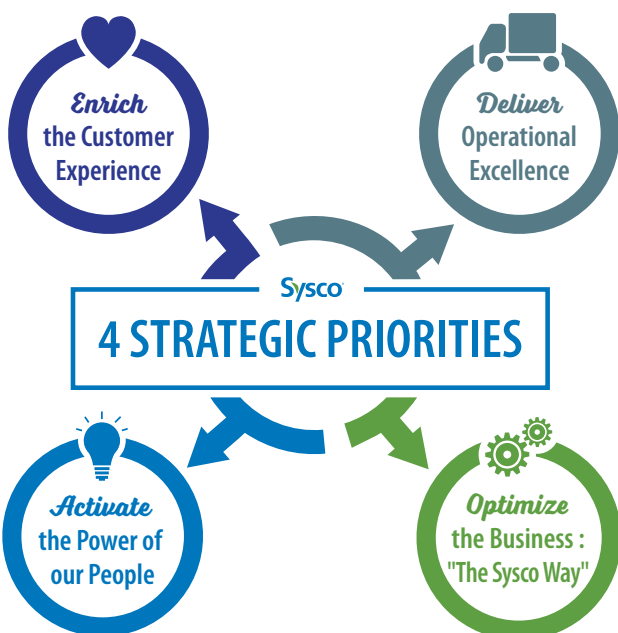 Enrich
the Customer
Experience
Deliver
Operational
Excellence
Sysco
4 STRATEGIC PRIORITIES
Activate
the Power of
our People
Optimize
the Business :
"The Sysco Way"